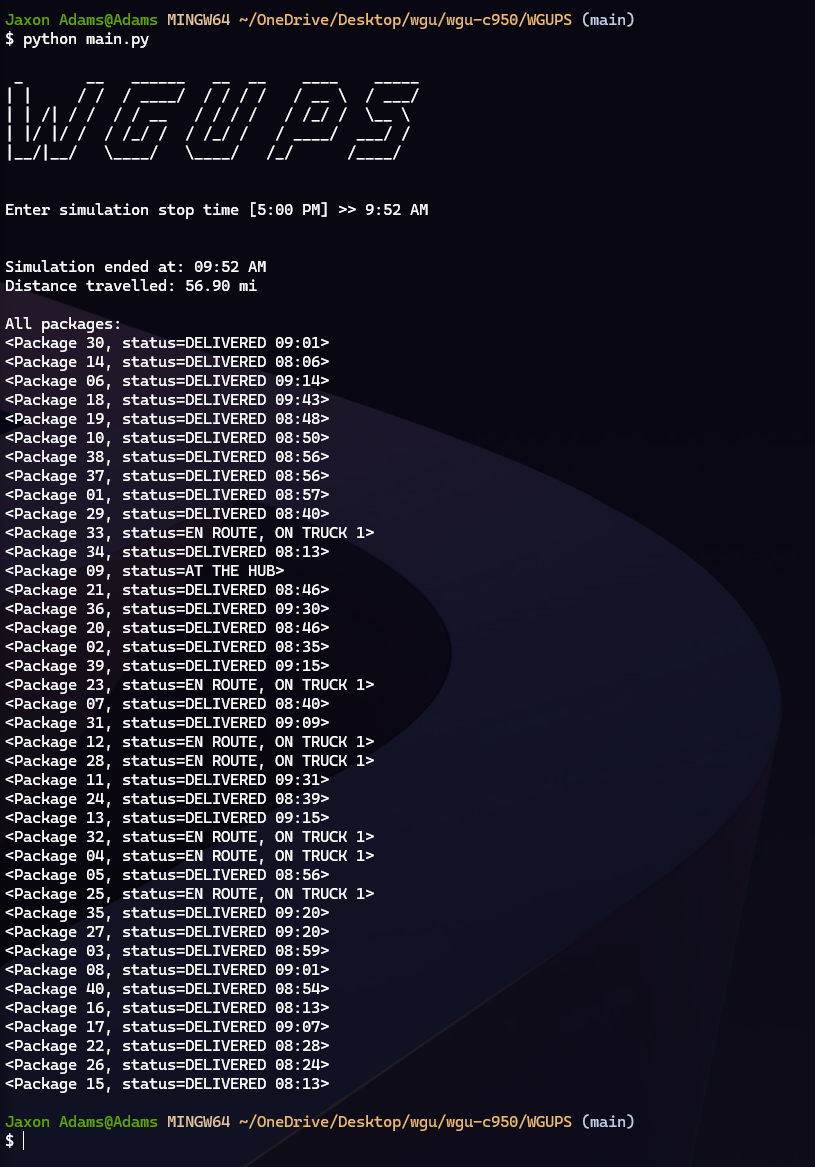 Jaxon Adams@Adams MINGW64 ~/OneDrive/Desktop/wgu/wgu-c950/WGUPS (main)
$ python main.py
WGUPS
Enter simulation stop time [5:00 PM] >> 9:52 AM
Simulation ended at: 09:52 AM
Distance travelled: 56.90 mi
All packages:
<Package 30, status=DELIVERED 09:01>
<Package 14, status=DELIVERED 08:06>
<Package 06, status=DELIVERED 09:14>
<Package 18, status=DELIVERED 09:43>
<Package 19, status=DELIVERED 08:48>
<Package 10, status=DELIVERED 08:50>
<Package 38, status=DELIVERED 08:56>
<Package 37, status=DELIVERED 08:56>
<Package 01, status=DELIVERED 08:57>
<Package 29, status=DELIVERED 08:40>
<Package 33, status=EN ROUTE, ON TRUCK 1>
<Package 34, status=DELIVERED 08:13>
<Package 09, status=AT THE HUB>
<Package 21, status=DELIVERED 08:46>
<Package 36, status=DELIVERED 09:30>
<Package 20, status=DELIVERED 08:46>
<Package 02, status=DELIVERED 08:35>
<Package 39, status=DELIVERED 09:15>
<Package 23, status=EN ROUTE, ON TRUCK 1>
<Package 07, status=DELIVERED 08:40>
<Package 31, status=DELIVERED 09:09>
<Package 12, status=EN ROUTE, ON TRUCK 1>
<Package 28, status=EN ROUTE, ON TRUCK 1>
<Package 11, status=DELIVERED 09:31>
<Package 24, status=DELIVERED 08:39>
<Package 13, status=DELIVERED 09:15>
<Package 32, status=EN ROUTE, ON TRUCK 1>
<Package 04, status=EN ROUTE, ON TRUCK 1>
<Package 05, status=DELIVERED 08:56>
<Package 25, status=EN ROUTE, ON TRUCK 1>
<Package 35, status=DELIVERED 09:20>
<Package 27, status=DELIVERED 09:20>
<Package 03, status=DELIVERED 08:59>
<Package 08, status=DELIVERED 09:01>
<Package 40, status=DELIVERED 08:54>
<Package 16, status=DELIVERED 08:13>
<Package 17, status=DELIVERED 09:07>
<Package 22, status=DELIVERED 08:28>
<Package 26, status=DELIVERED 08:24>
<Package 15, status=DELIVERED 08:13>
Jaxon Adams@Adams MINGW64 ~/OneDrive/Desktop/wgu/wgu-c950/WGUPS (main)
$